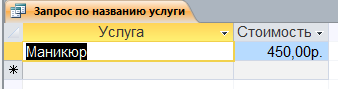 Запрос по названию услуги
Услуга Стоимость
Маникюр 450,00р.